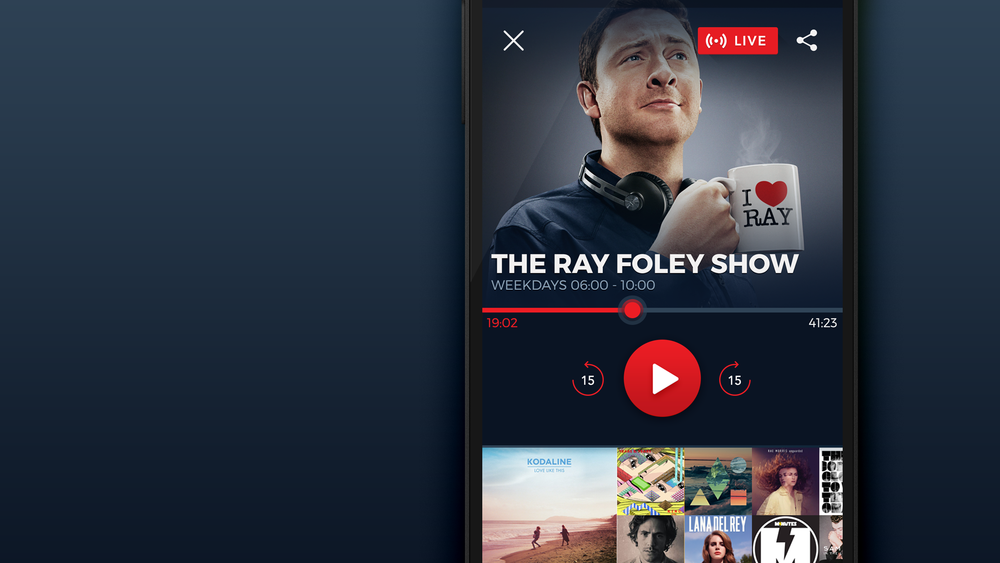 LIVE
I
RAY
THE RAY FOLEY SHOW
WEEKDAYS 06:00 - 10:00
19:02
41:23
15
15
KODALINE
LOVE LIKE THIS
LANA DEL REY